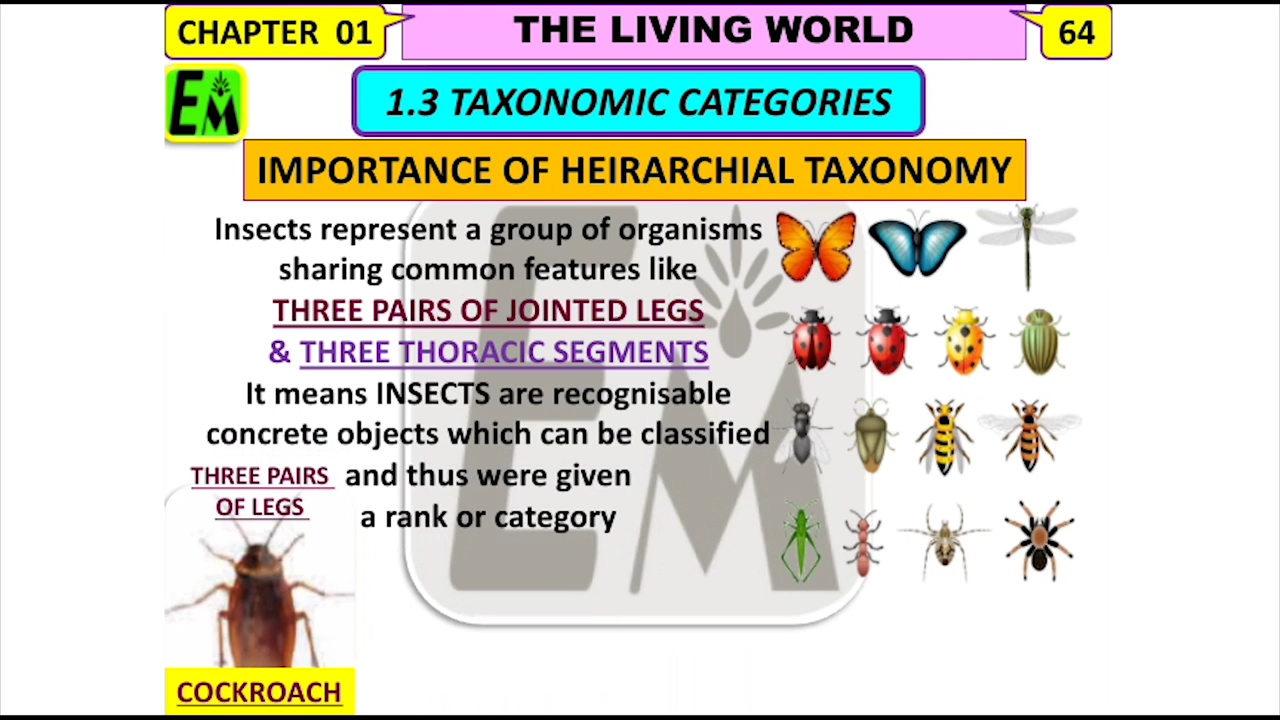 CHAPTER 01
THE LIVING WORLD
64
EM
1.3 TAXONOMIC CATEGORIES
IMPORTANCE OF HEIRARCHIAL TAXONOMY
Insects represent a group of organisms
sharing common features like
THREE PAIRS OF JOINTED LEGS
& THREE THORACIC SEGMENTS
It means INSECTS are recognisable
concrete objects which can be classified
and thus were given
a rank or category
THREE PAIRS
OF LEGS
COCKROACH
EM